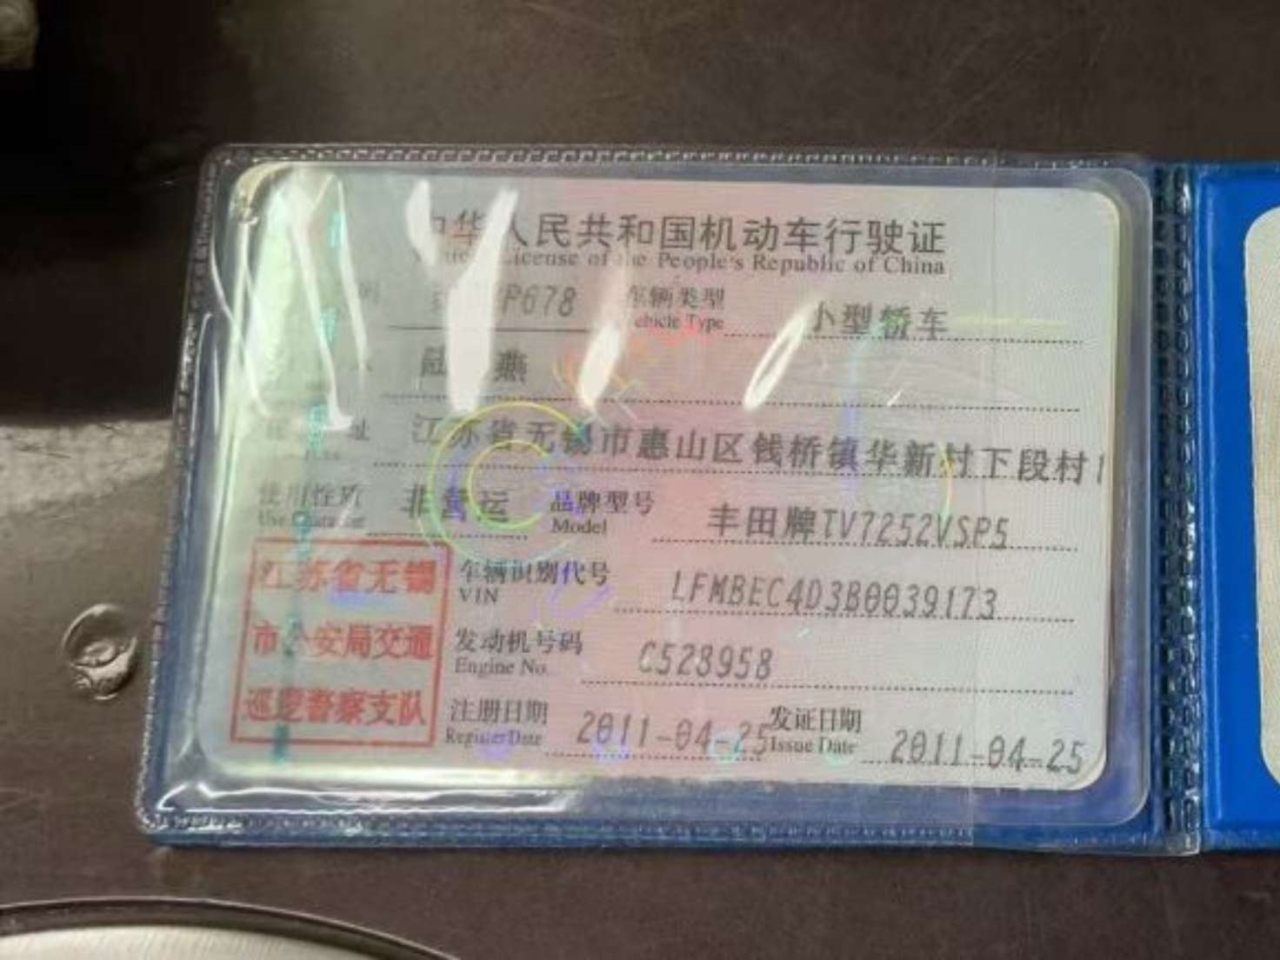 中华人民共和国机动车行驶证
License of the People's Republic of China
P678 车辆类型 小型轿车
Vehicle Type
燕
址 江苏省无锡市惠山区钱桥镇华新村下段村
使用性质 非营运 品牌型号 丰田牌TV7252VSP5
Use Character Model
车辆识别代号 LFMBEC4D3B0039173
VIN
发动机号码 C528958
Engine No.
注册日期 2011-04-25 发证日期 2011-04-25
Register Date Issue Date
江苏省无锡
市公安局交通
巡逻警察支队